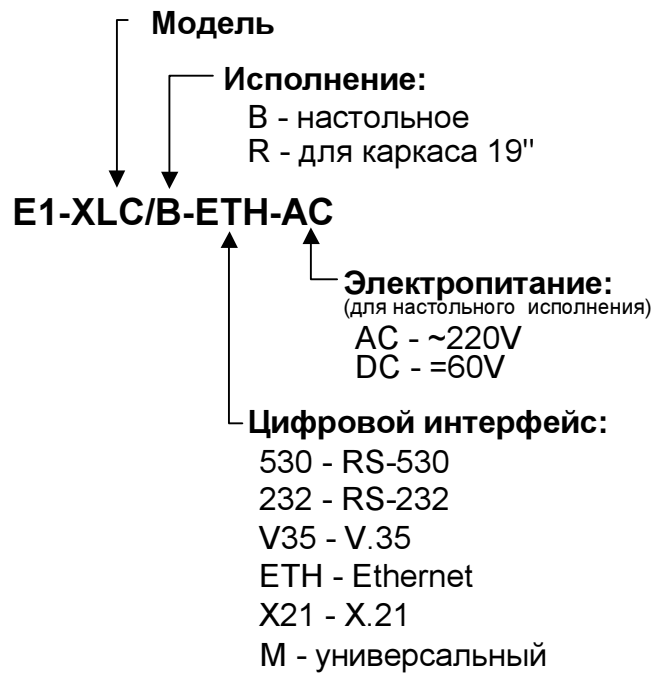 Модель
Исполнение:
B - настольное
R - для каркаса 19"
E1-XLC/B-ETH-AC
Электропитание:
(для настольного исполнения)
AC - ~220V
DC - =60V
Цифровой интерфейс:
530 - RS-530
232 - RS-232
V35 - V.35
ETH - Ethernet
X21 - X.21
M - универсальный